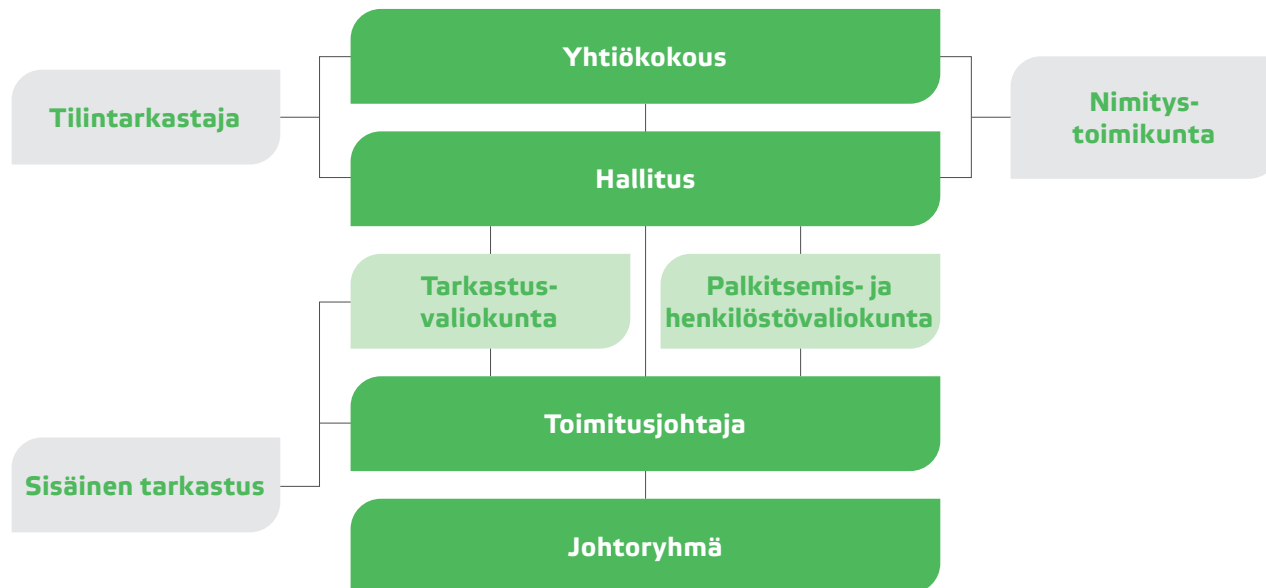 Yhtiökokous
Tilintarkastaja
Nimitys-
toimikunta
Hallitus
Tarkastus-
valiokunta
Palkitsemis- ja
henkilöstövaliokunta
Toimitusjohtaja
Sisäinen tarkastus
Johtoryhmä